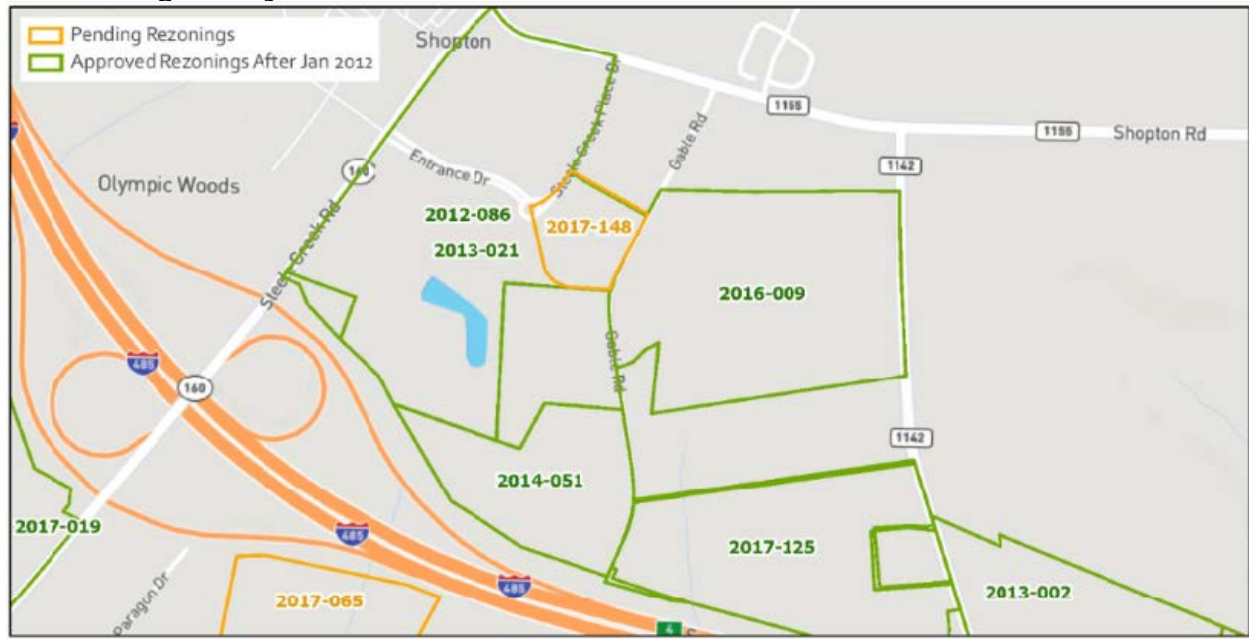 Pending Rezonings
Approved Rezonings After Jan 2012
Shopton
1155
1155
Shopton Rd
Gable Rd
Steele Creek Place Dr
Entrance Dr
160
1142
Olympic Woods
2012-086
2017-148
2013-021
Steele Creek Rd
2016-009
Gable Rd
485
160
1142
2014-051
2017-019
485
2017-125
485
2013-002
2017-065
Paragon Dr
4